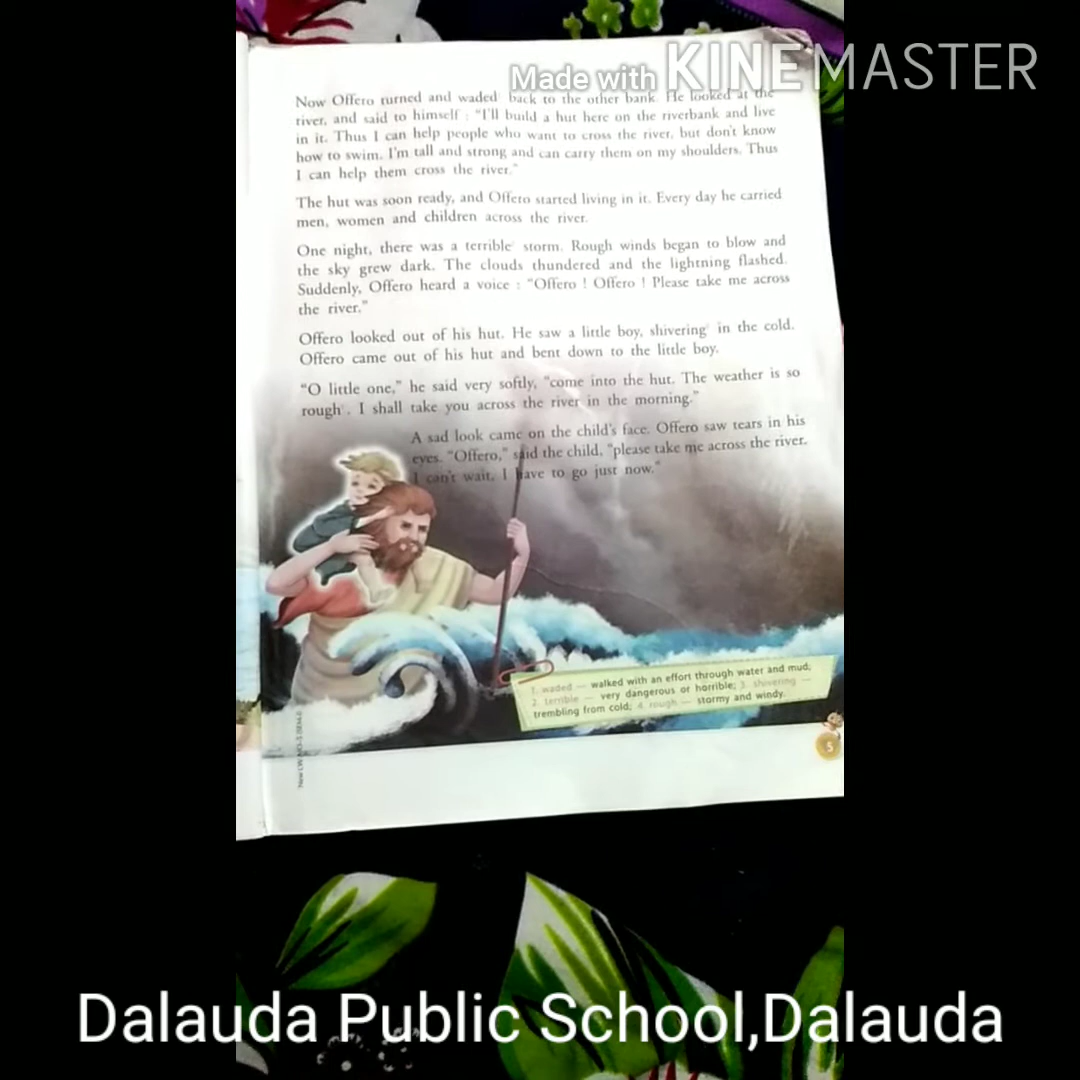 Made with KINEMASTER
Now Offero turned and waded back to the other bank. He looked at the
river, and said to himself : "I'll build a hut here on the riverbank and live
in it. Thus I can help people who want to cross the river, but don't know
how to swim. I'm tall and strong and can carry them on my shoulders. Thus
I can help them cross the river."
The hut was soon ready, and Offero started living in it. Every day he carried
men, women and children across the river.
One night, there was a terrible storm. Rough winds began to blow and
the sky grew dark. The clouds thundered and the lightning flashed.
Suddenly, Offero heard a voice : "Offero ! Offero ! Please take me across
the river."
Offero looked out of his hut. He saw a little boy, shivering in the cold.
Offero came out of his hut and bent down to the little boy.
"O little one," he said very softly, "come into the hut. The weather is so
rough . I shall take you across the river in the morning."
A sad look came on the child's face. Offero saw tears in his
eyes. "Offero," said the child, "please take me across the river.
I can't wait. I have to go just now."
1. waded — walked with an effort through water and mud;
2. terrible — very dangerous or horrible; 3. shivering —
trembling from cold; 4. rough — stormy and windy.
5
Dalauda Public School,Dalauda